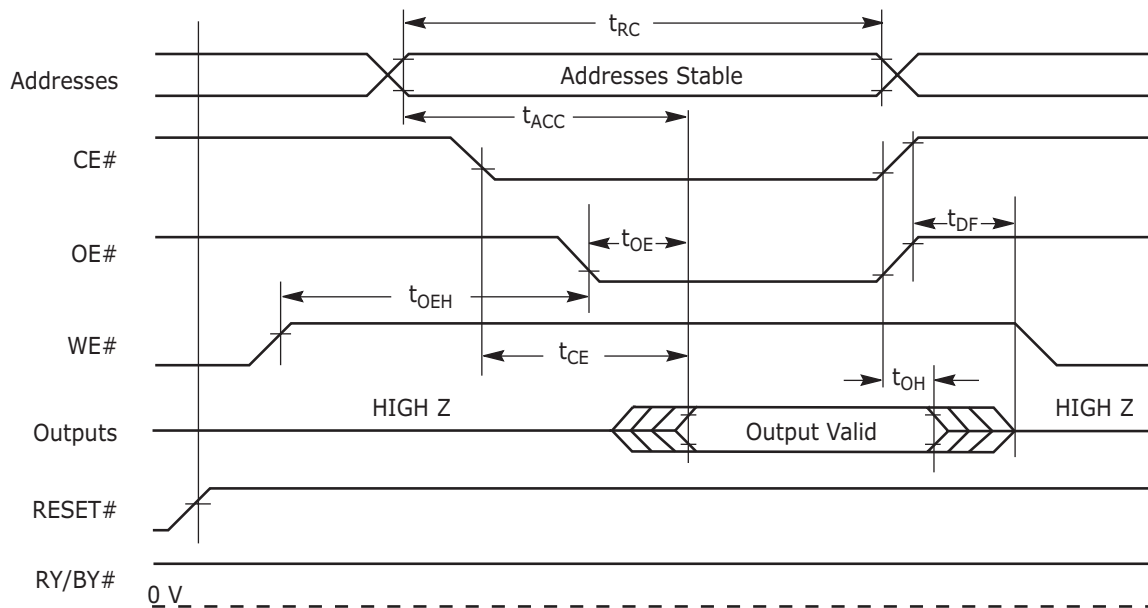 tRC
Addresses
Addresses Stable
tACC
CE#
OE#
tOE
tDF
tOEH
WE#
tCE
tOH
HIGH Z
HIGH Z
Outputs
Output Valid
RESET#
RY/BY#
0 V